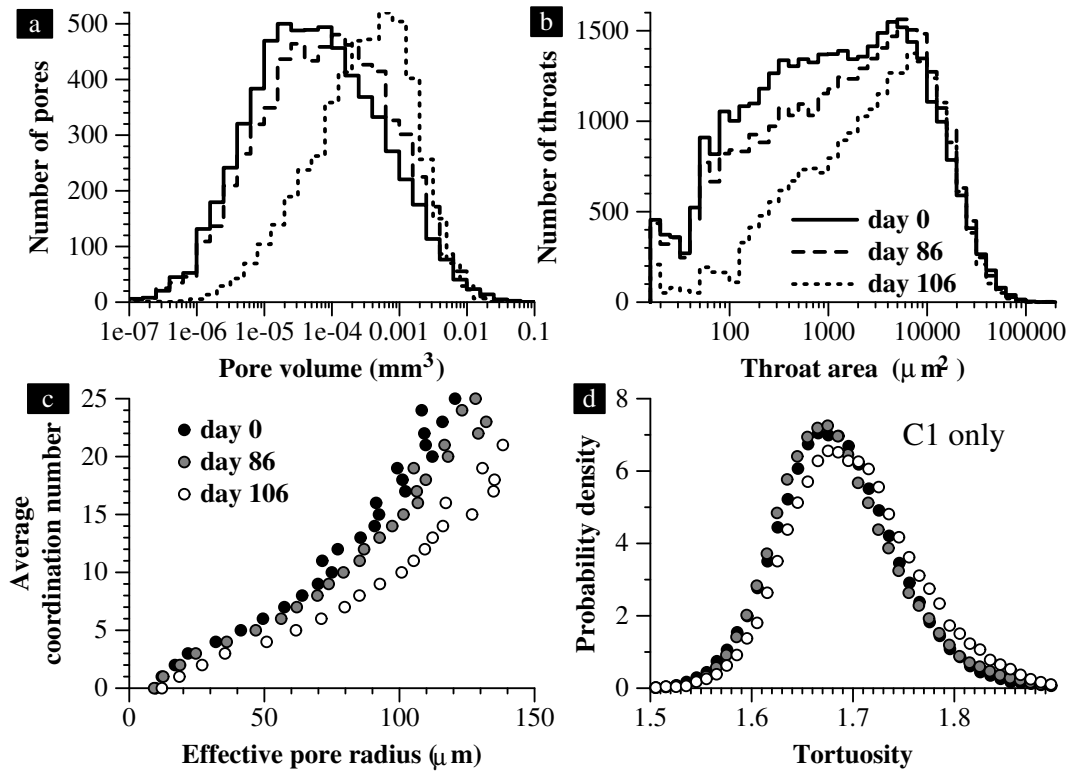 a
500
400
300
200
100
0
Number of pores
1e-07 1e-06 1e-05 1e-04 0.001 0.01 0.1
Pore volume (mm³)
b
1500
1000
500
0
Number of throats
day 0
day 86
day 106
100 1000 10000 100000
Throat area (μ m²)
c
25
20
15
10
5
0
Average
coordination number
day 0
day 86
day 106
0 50 100 150
Effective pore radius (μ m)
d
8
6
4
2
0
Probability density
C1 only
1.5 1.6 1.7 1.8
Tortuosity